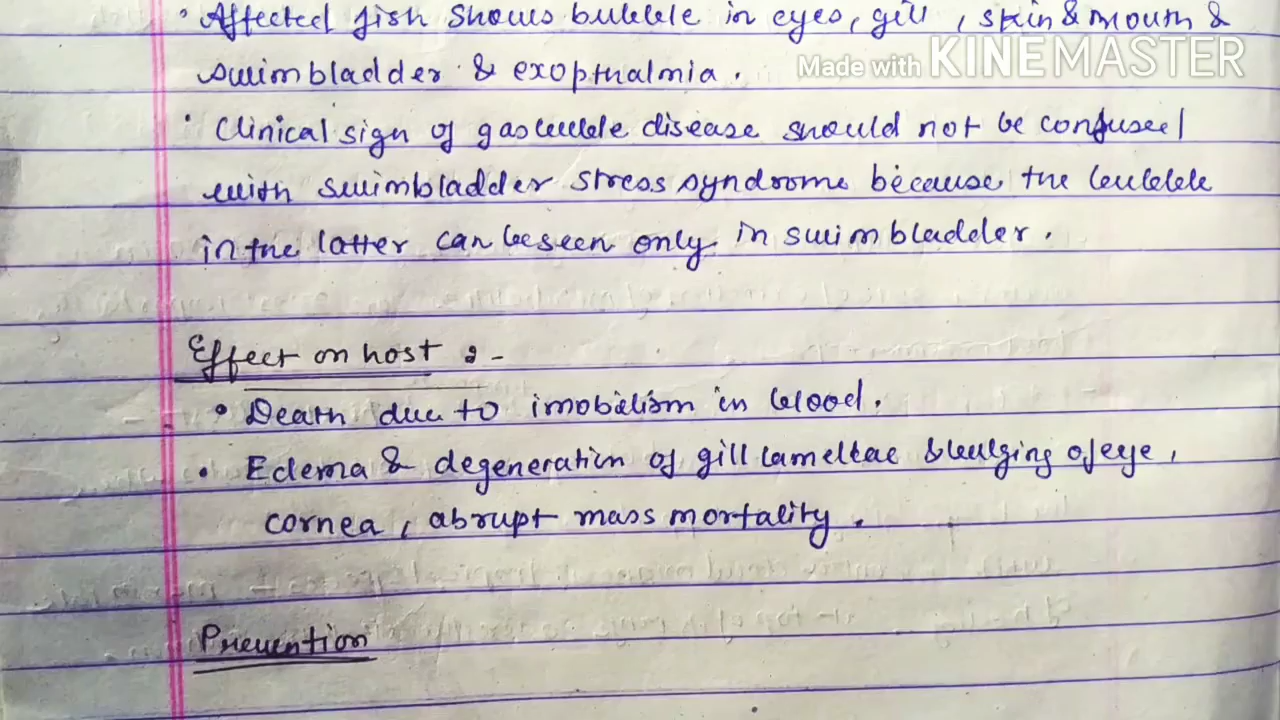 • Affected fish shows bubble in eyes, gill, skin & mouth &
swimbladder & exopthalmia.
Made with KINEMASTER
• Clinical sign of gas bubble disease should not be confused
with swimbladder stress syndrome because the bubble
in the latter can be seen only in swimbladder.
Effect on host :-
• Death due to imobelism in blood.
• Edema & degeneration of gill lamellae & bulging of eye,
cornea, abrupt mass mortality.
Prevention